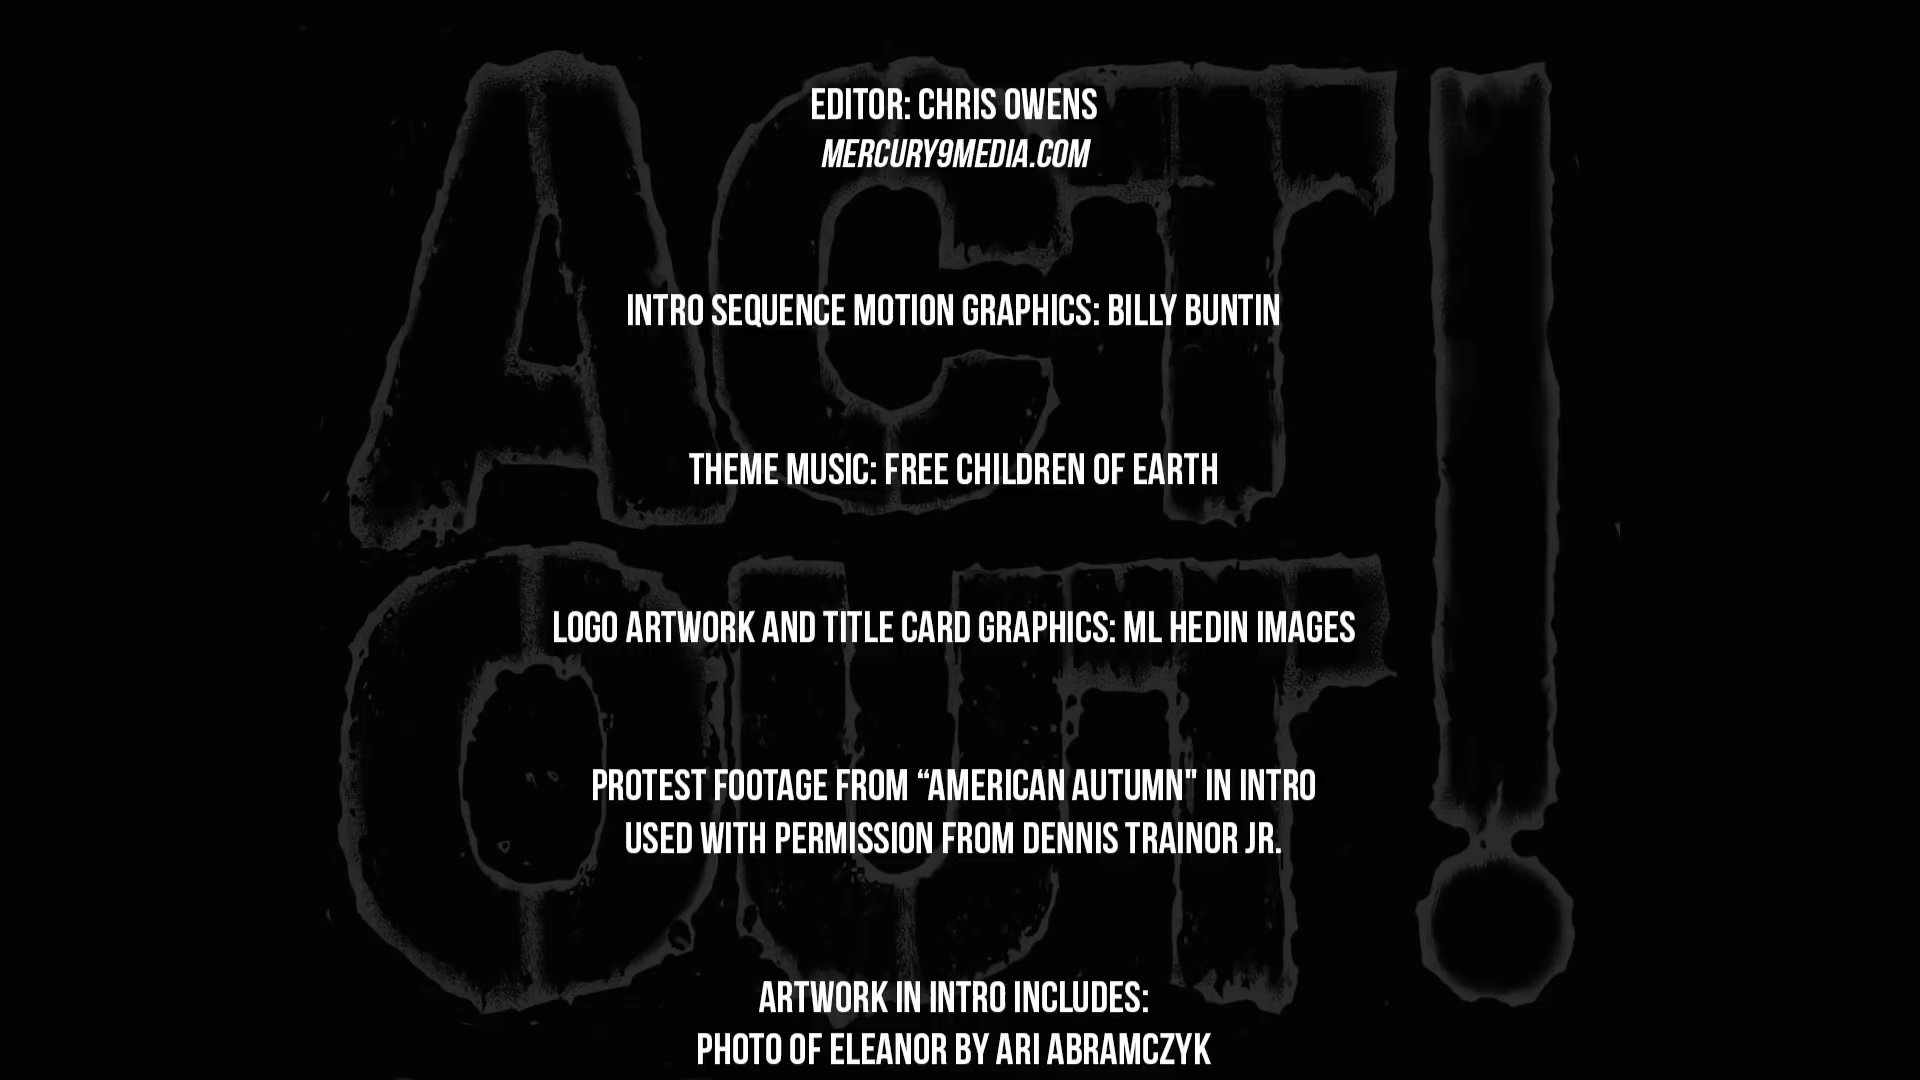 ACT!
OUT
EDITOR: CHRIS OWENS
MERCURY9MEDIA.COM
INTRO SEQUENCE MOTION GRAPHICS: BILLY BUNTIN
THEME MUSIC: FREE CHILDREN OF EARTH
LOGO ARTWORK AND TITLE CARD GRAPHICS: ML HEDIN IMAGES
PROTEST FOOTAGE FROM “AMERICAN AUTUMN" IN INTRO
USED WITH PERMISSION FROM DENNIS TRAINOR JR.
ARTWORK IN INTRO INCLUDES:
PHOTO OF ELEANOR BY ARI ABRAMCZYK